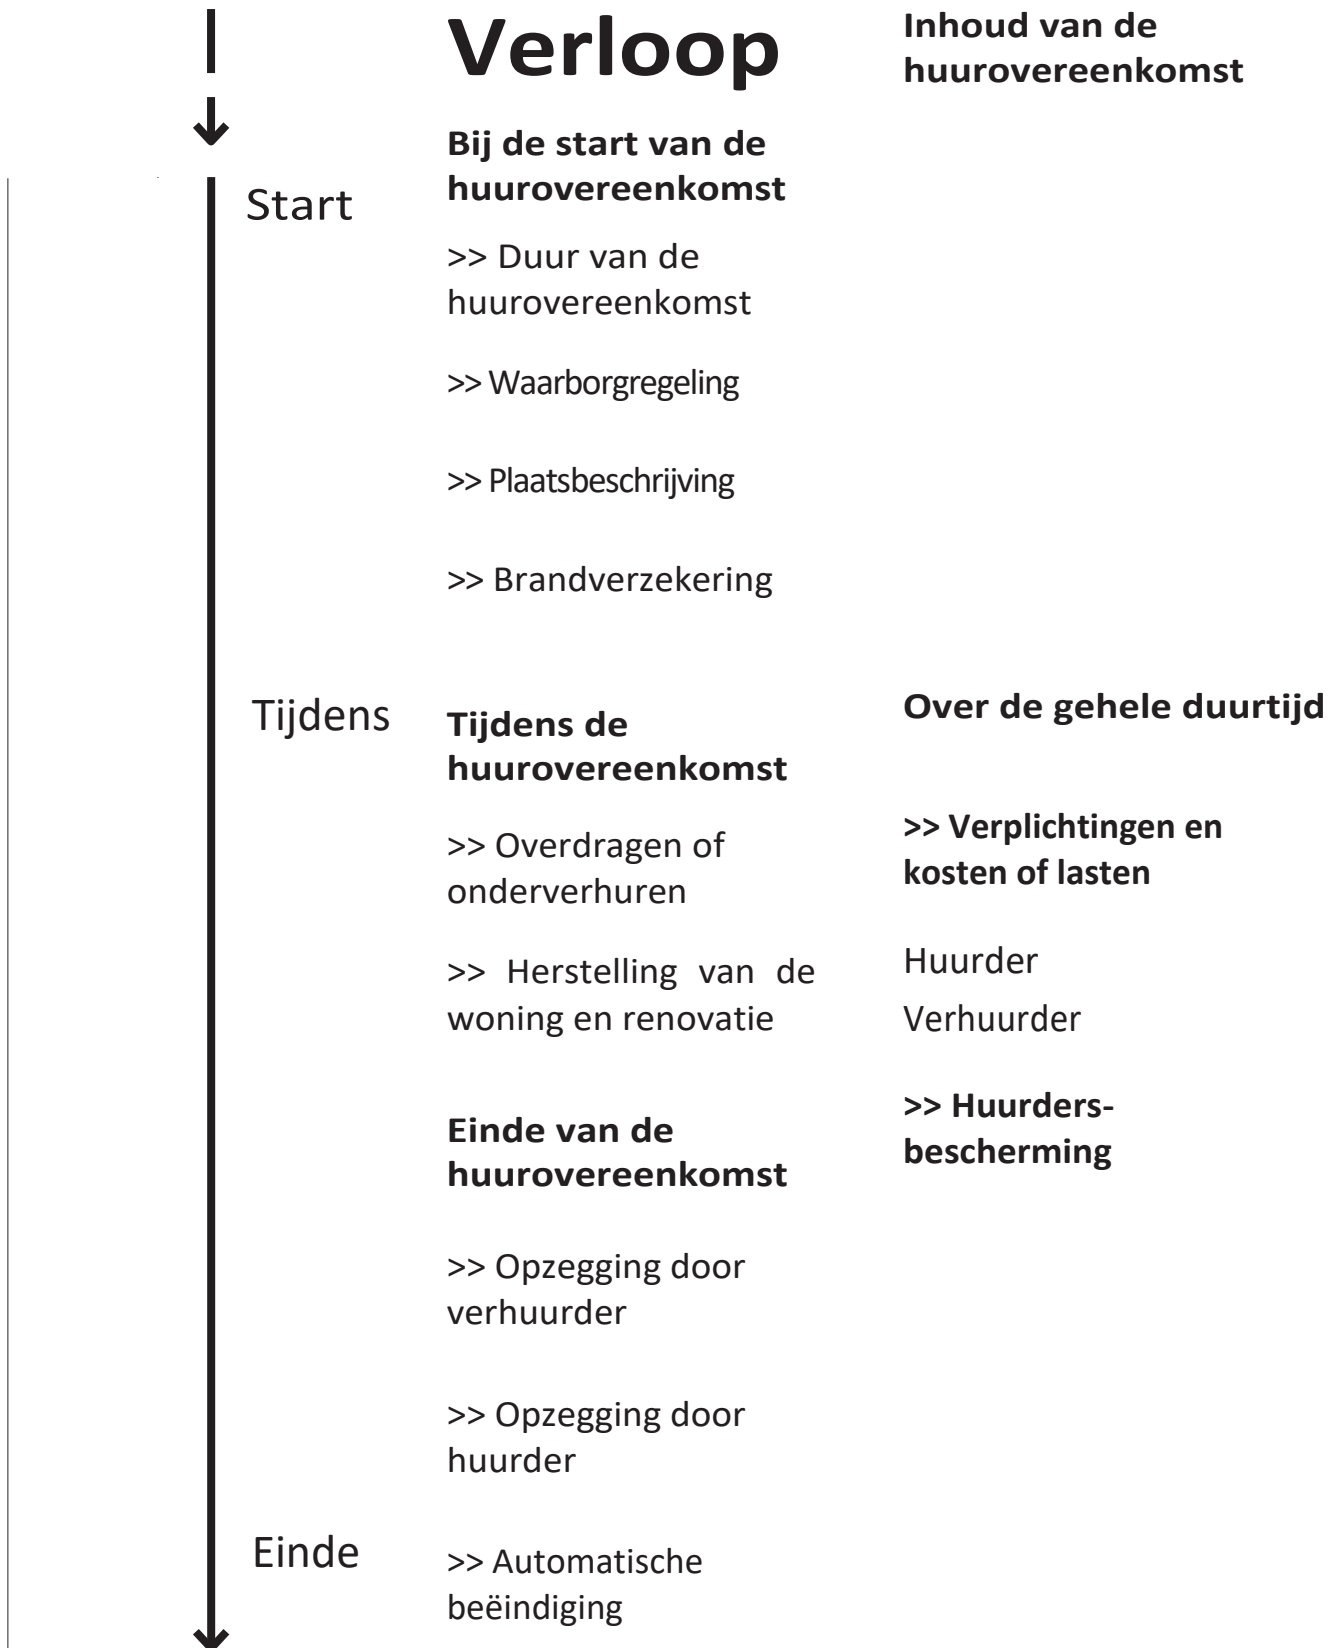 Verloop
Inhoud van de
huurovereenkomst
Start
Bij de start van de
huurovereenkomst
>> Duur van de
huurovereenkomst
>> Waarborgregeling
>> Plaatsbeschrijving
>> Brandverzekering
Tijdens
Tijdens de
huurovereenkomst
>> Overdragen of
onderverhuren
>> Herstelling van de
woning en renovatie
Einde van de
huurovereenkomst
>> Opzegging door
verhuurder
>> Opzegging door
huurder
Einde
>> Automatische
beëindiging
Over de gehele duurtijd
>> Verplichtingen en
kosten of lasten
Huurder
Verhuurder
>> Huurders-
bescherming